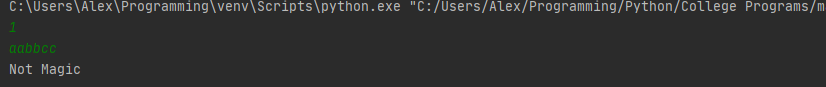 C:\Users\Alex\Programming\venv\Scripts\python.exe "C:/Users/Alex/Programming/Python/College Programs/m
1
aabbcc
Not Magic